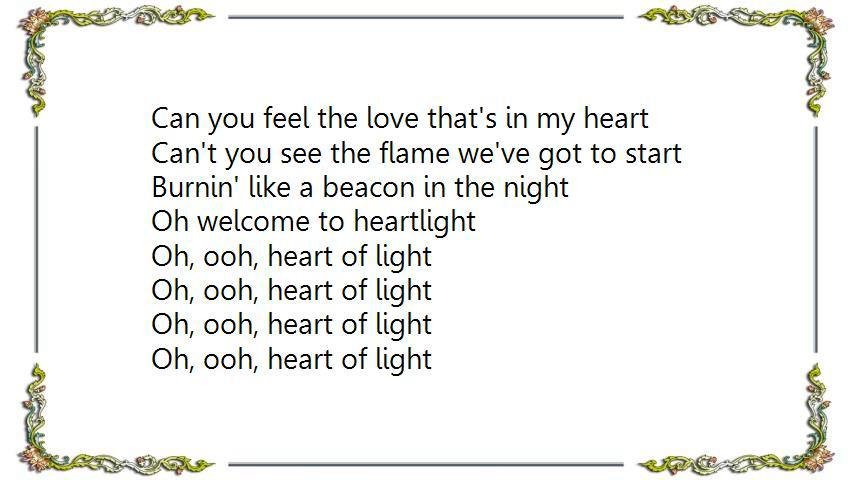 Can you feel the love that's in my heart
Can't you see the flame we've got to start
Burnin' like a beacon in the night
Oh welcome to heartlight
Oh, ooh, heart of light
Oh, ooh, heart of light
Oh, ooh, heart of light
Oh, ooh, heart of light